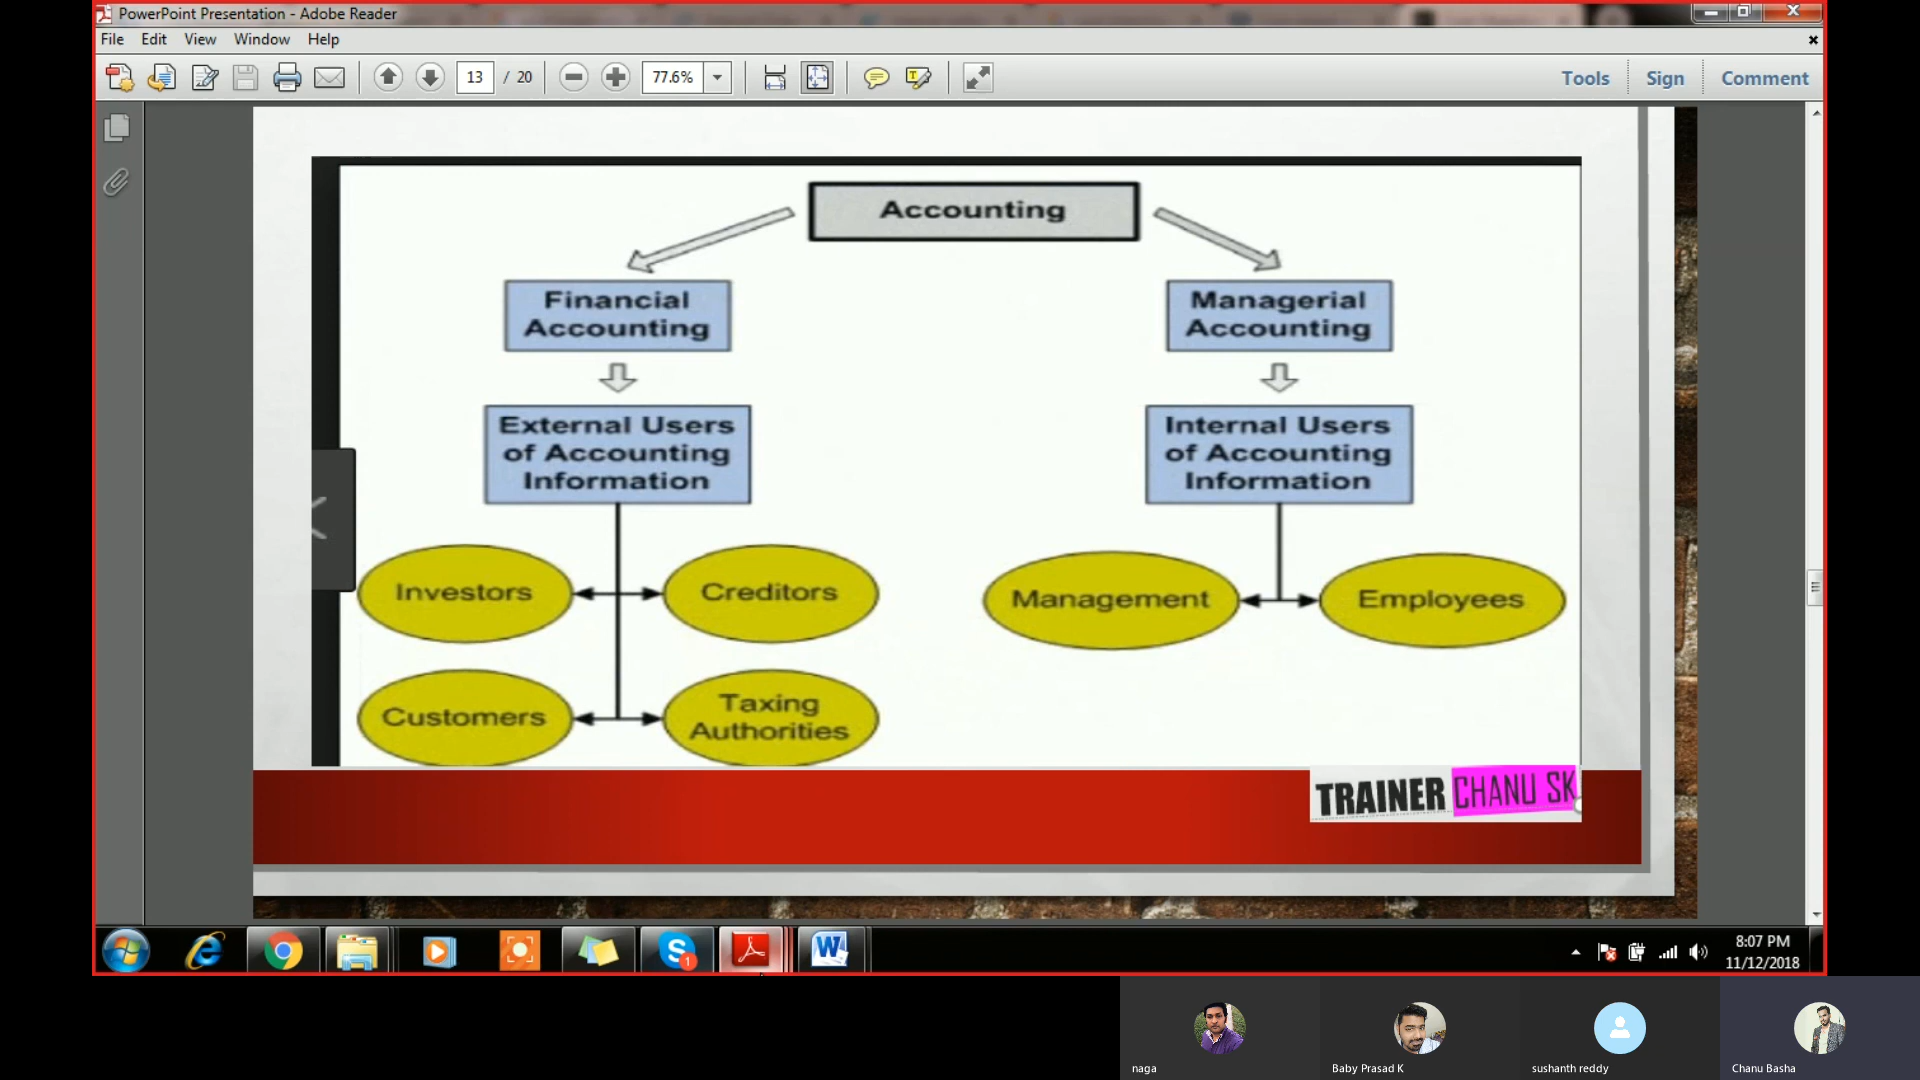 PowerPoint Presentation - Adobe Reader
File Edit View Window Help
13 / 20 77.6% Tools Sign Comment
Accounting
Financial
Accounting
Managerial
Accounting
External Users
of Accounting
Information
Internal Users
of Accounting
Information
Investors
Creditors
Management
Employees
Customers
Taxing
Authorities
TRAINER CHANU SK
8:07 PM
11/12/2018
1
naga
Baby Prasad K
sushanth reddy
Chanu Basha